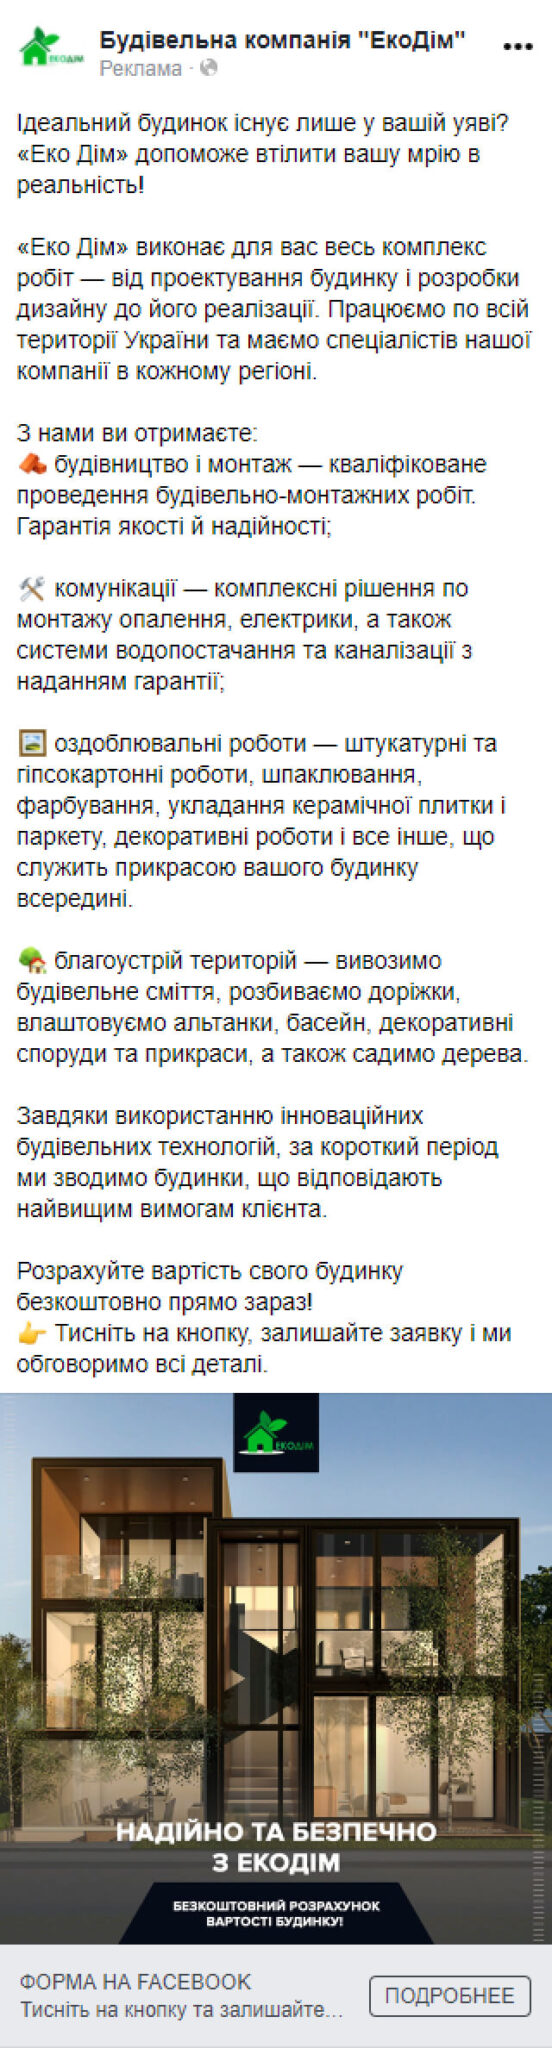 Будівельна компанія "ЕкоДім"
ЕКОДІМ
Реклама ·
Ідеальний будинок існує лише у вашій уяві?
«Еко Дім» допоможе втілити вашу мрію в
реальність!
«Еко Дім» виконає для вас весь комплекс
робіт — від проектування будинку і розробки
дизайну до його реалізації. Працюємо по всій
території України та маємо спеціалістів нашої
компанії в кожному регіоні.
З нами ви отримаєте:
будівництво і монтаж — кваліфіковане
проведення будівельно-монтажних робіт.
Гарантія якості й надійності;
комунікації — комплексні рішення по
монтажу опалення, електрики, а також
системи водопостачання та каналізації з
наданням гарантії;
оздоблювальні роботи — штукатурні та
гіпсокартонні роботи, шпаклювання,
фарбування, укладання керамічної плитки і
паркету, декоративні роботи і все інше, що
служить прикрасою вашого будинку
всередині.
благоустрій територій — вивозимо
будівельне сміття, розбиваємо доріжки,
влаштовуємо альтанки, басейн, декоративні
споруди та прикраси, а також садимо дерева.
Завдяки використанню інноваційних
будівельних технологій, за короткий період
ми зводимо будинки, що відповідають
найвищим вимогам клієнта.
Розрахуйте вартість свого будинку
безкоштовно прямо зараз!
Тисніть на кнопку, залишайте заявку і ми
обговоримо всі деталі.
ЕКОДІМ
НАДІЙНО ТА БЕЗПЕЧНО
З ЕКОДІМ
БЕЗКОШТОВНИЙ РОЗРАХУНОК
ВАРТОСТІ БУДИНКУ!
ФОРМА НА FACEBOOK
Тисніть на кнопку та залишайте...
ПОДРОБНЕЕ